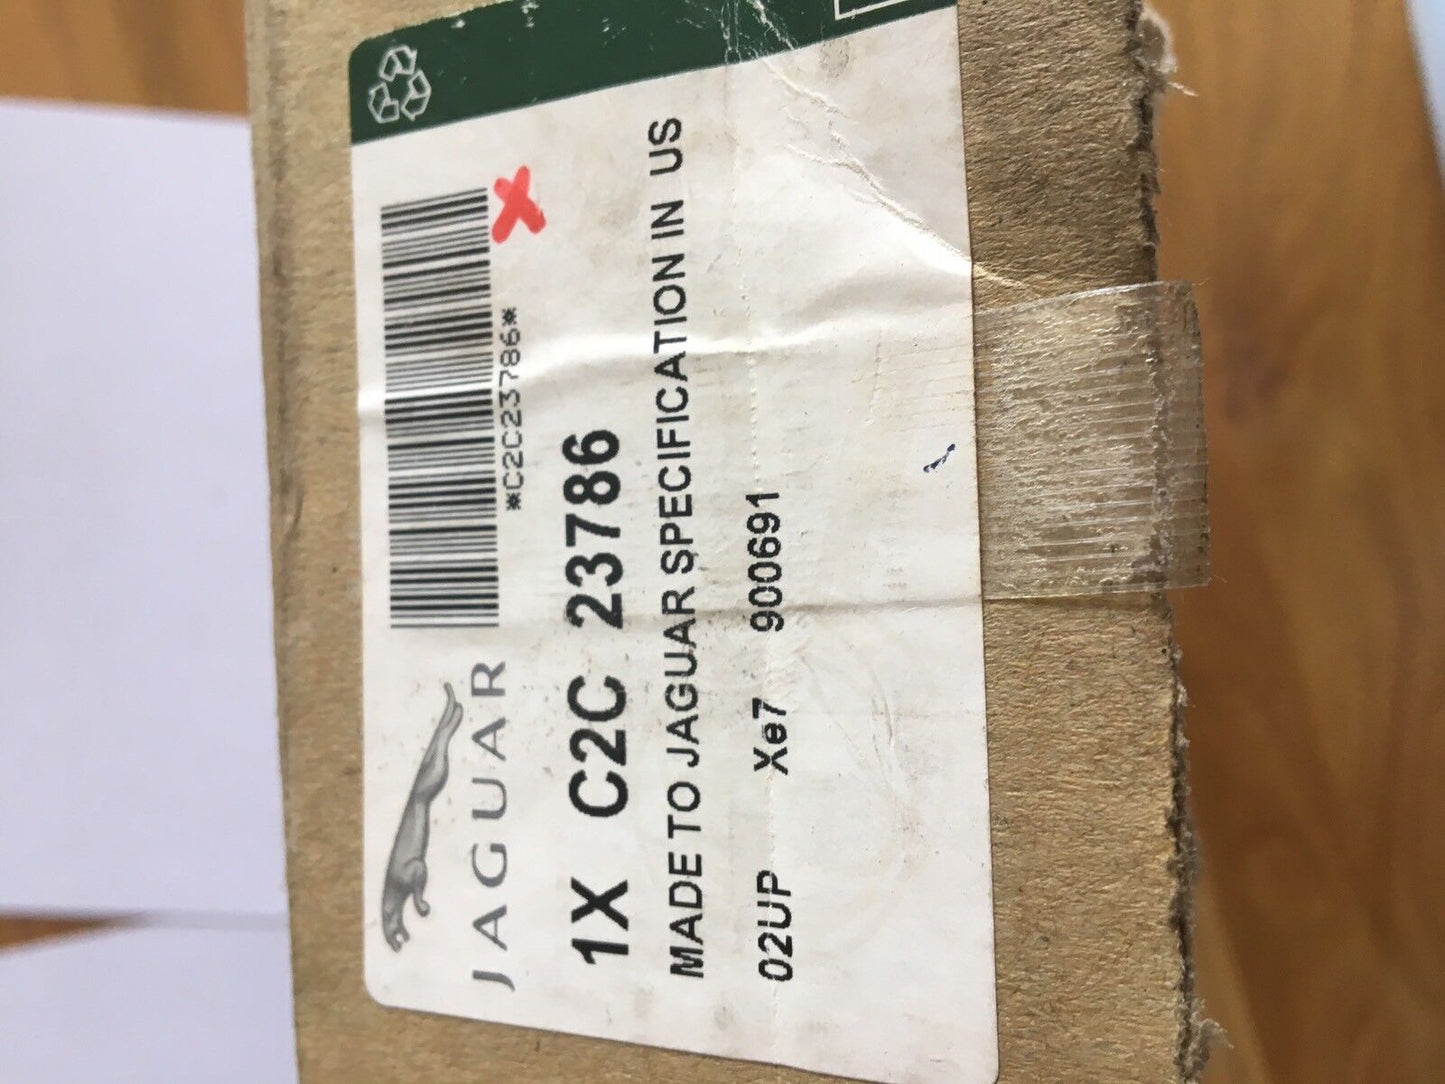 JAGUAR
*C2C23786*
1X C2C 23786
MADE TO JAGUAR SPECIFICATION IN US
02UP Xe7 900691